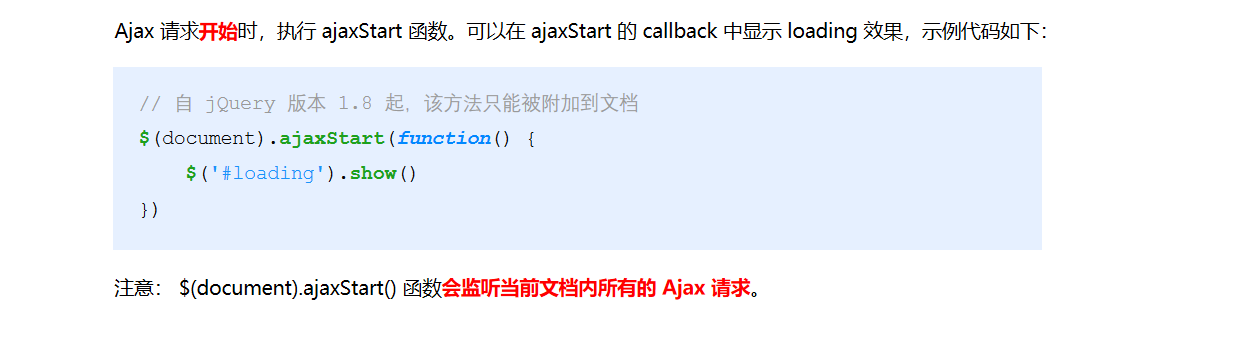 Ajax 请求开始时，执行 ajaxStart 函数。可以在 ajaxStart 的 callback 中显示 loading 效果，示例代码如下：
// 自 jQuery 版本 1.8 起，该方法只能被附加到文档
$(document).ajaxStart(function() {
    $('#loading').show()
})
注意： $(document).ajaxStart() 函数会监听当前文档内所有的 Ajax 请求。